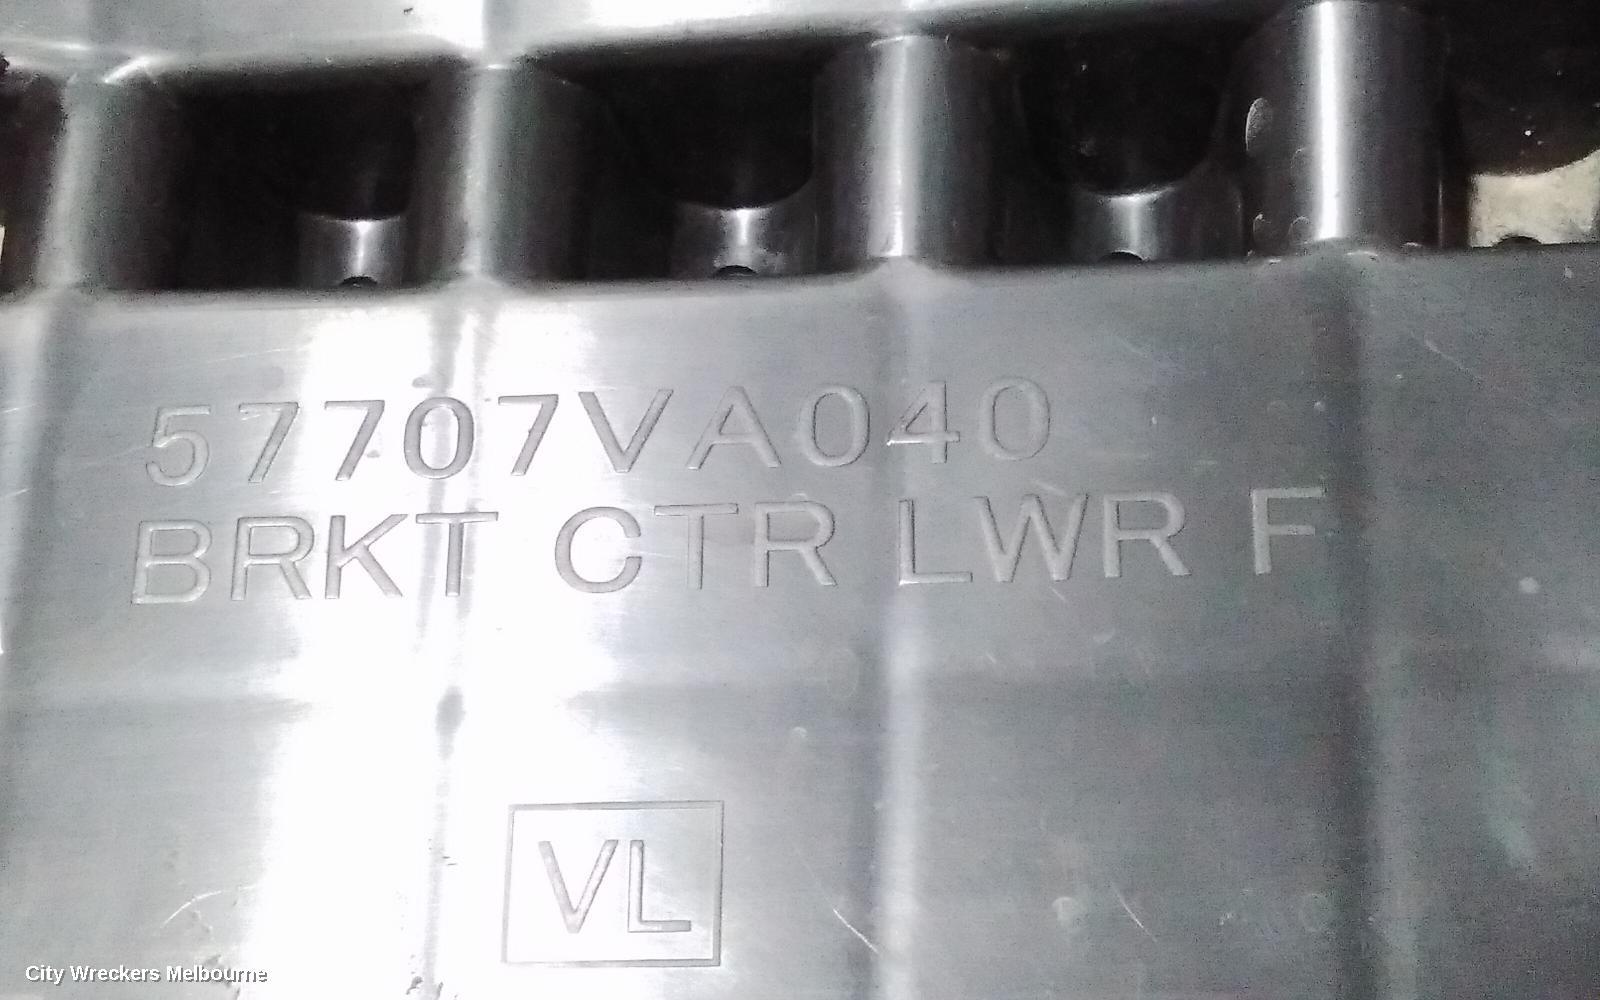 57707VA040
BRKT CTR LWR F
VL
City Wreckers Melbourne